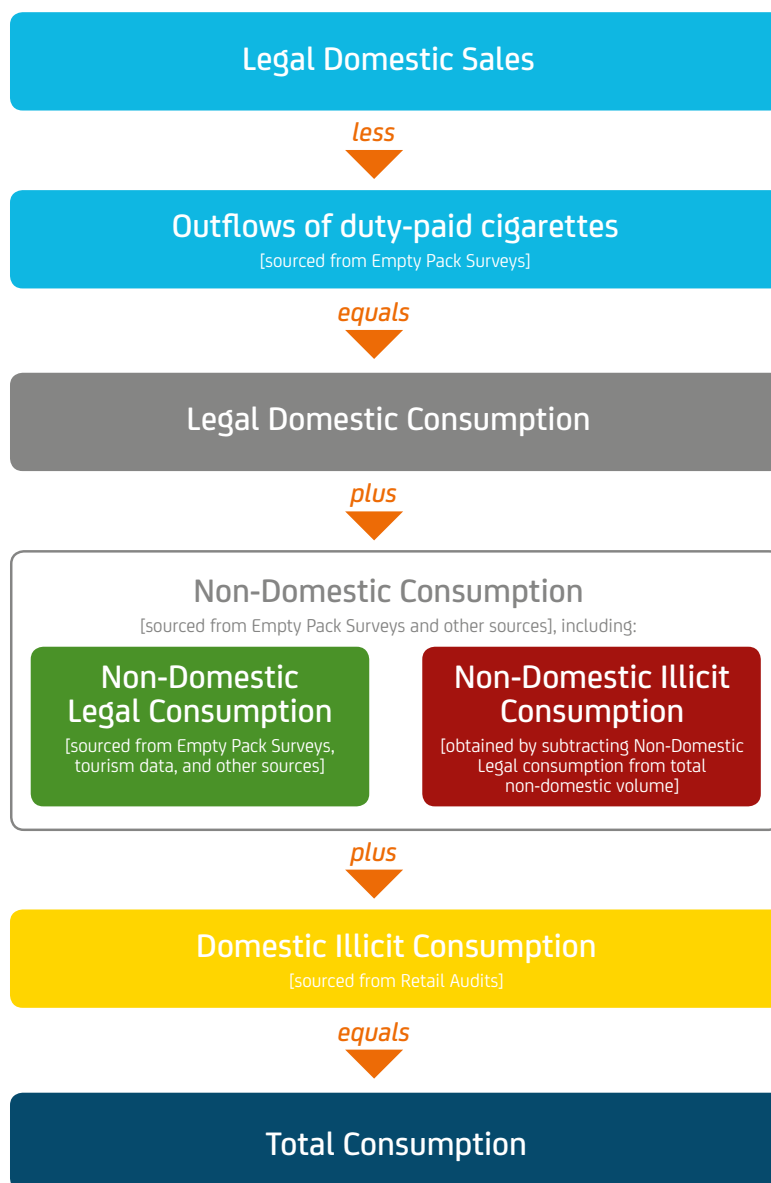 Legal Domestic Sales
less
Outflows of duty-paid cigarettes
[sourced from Empty Pack Surveys]
equals
Legal Domestic Consumption
plus
Non-Domestic Consumption
[sourced from Empty Pack Surveys and other sources], including:
Non-Domestic
Legal Consumption
[sourced from Empty Pack Surveys,
tourism data, and other sources]
Non-Domestic Illicit
Consumption
[obtained by subtracting Non-Domestic
Legal consumption from total
non-domestic volume]
plus
Domestic Illicit Consumption
[sourced from Retail Audits]
equals
Total Consumption